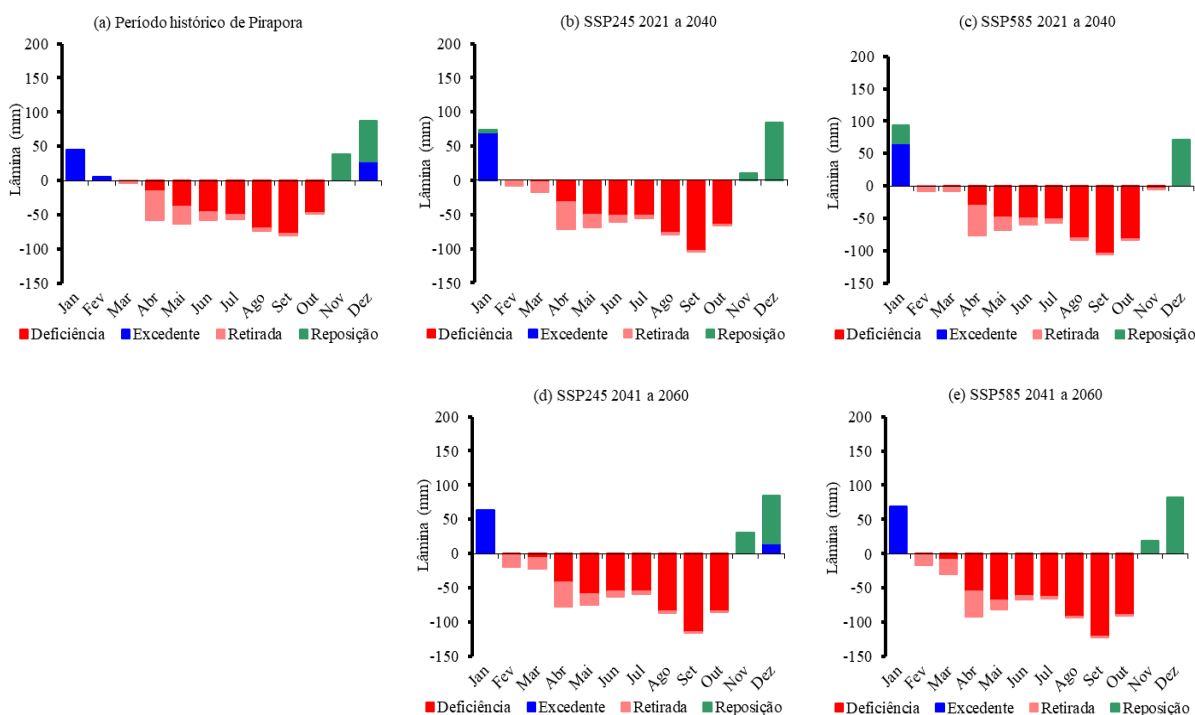 (a) Período histórico de Pirapora
Lâmina (mm)
200
150
100
50
0
-50
-100
-150
Jan Fev Mar Abr Mai Jun Jul Ago Set Out Nov Dez
Deficiência Excedente Retirada Reposição
(b) SSP245 2021 a 2040
Lâmina (mm)
200
150
100
50
0
-50
-100
-150
Jan Fev Mar Abr Mai Jun Jul Ago Set Out Nov Dez
Deficiência Excedente Retirada Reposição
(c) SSP585 2021 a 2040
Lâmina (mm)
200
150
100
50
0
-50
-100
-150
Jan Fev Mar Abr Mai Jun Jul Ago Set Out Nov Dez
Deficiência Excedente Retirada Reposição
(d) SSP245 2041 a 2060
Lâmina (mm)
200
150
100
50
0
-50
-100
-150
Jan Fev Mar Abr Mai Jun Jul Ago Set Out Nov Dez
Deficiência Excedente Retirada Reposição
(e) SSP585 2041 a 2060
Lâmina (mm)
200
150
100
50
0
-50
-100
-150
Jan Fev Mar Abr Mai Jun Jul Ago Set Out Nov Dez
Deficiência Excedente Retirada Reposição